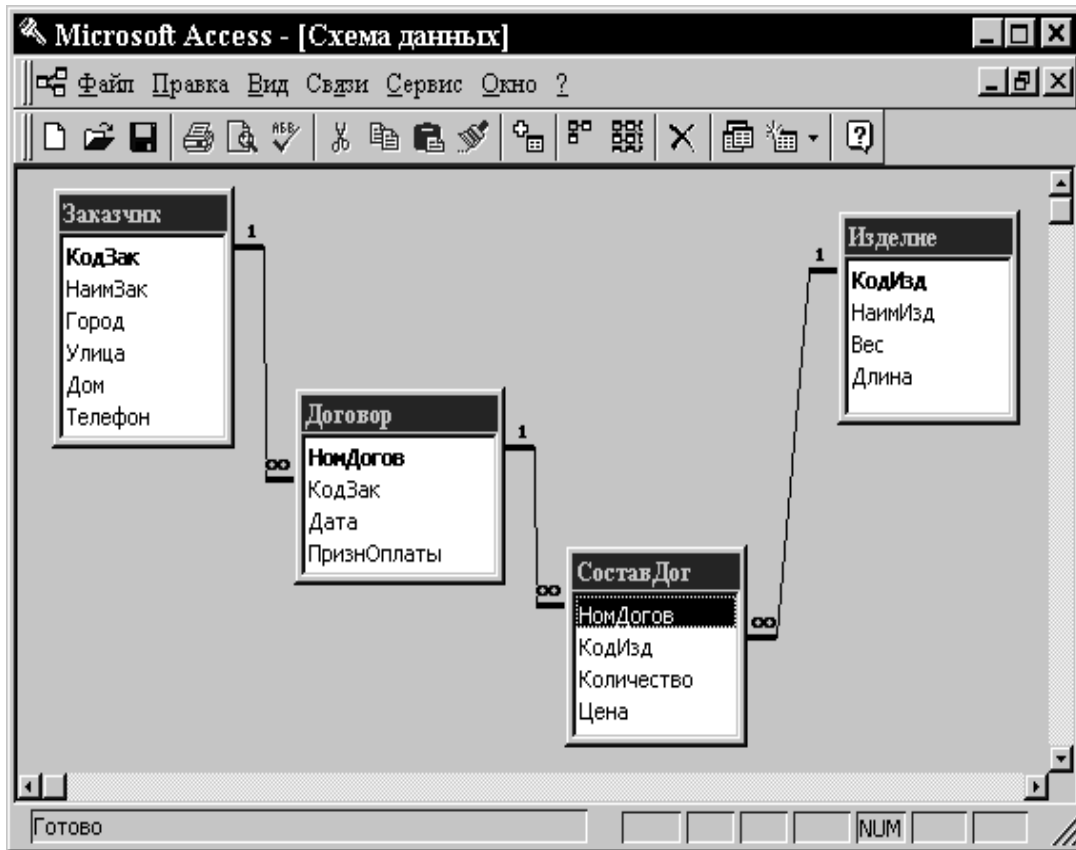 Microsoft Access - [Схема данных]
Файл Правка Вид Связи Сервис Окно ?
АБВ
Заказчик
КодЗак
НаимЗак
Город
Улица
Дом
Телефон
1
∞
Договор
НомДогов
КодЗак
Дата
ПризнОплаты
1
∞
СоставДог
НомДогов
КодИзд
Количество
Цена
∞
1
Изделие
КодИзд
НаимИзд
Вес
Длина
Готово
NUM